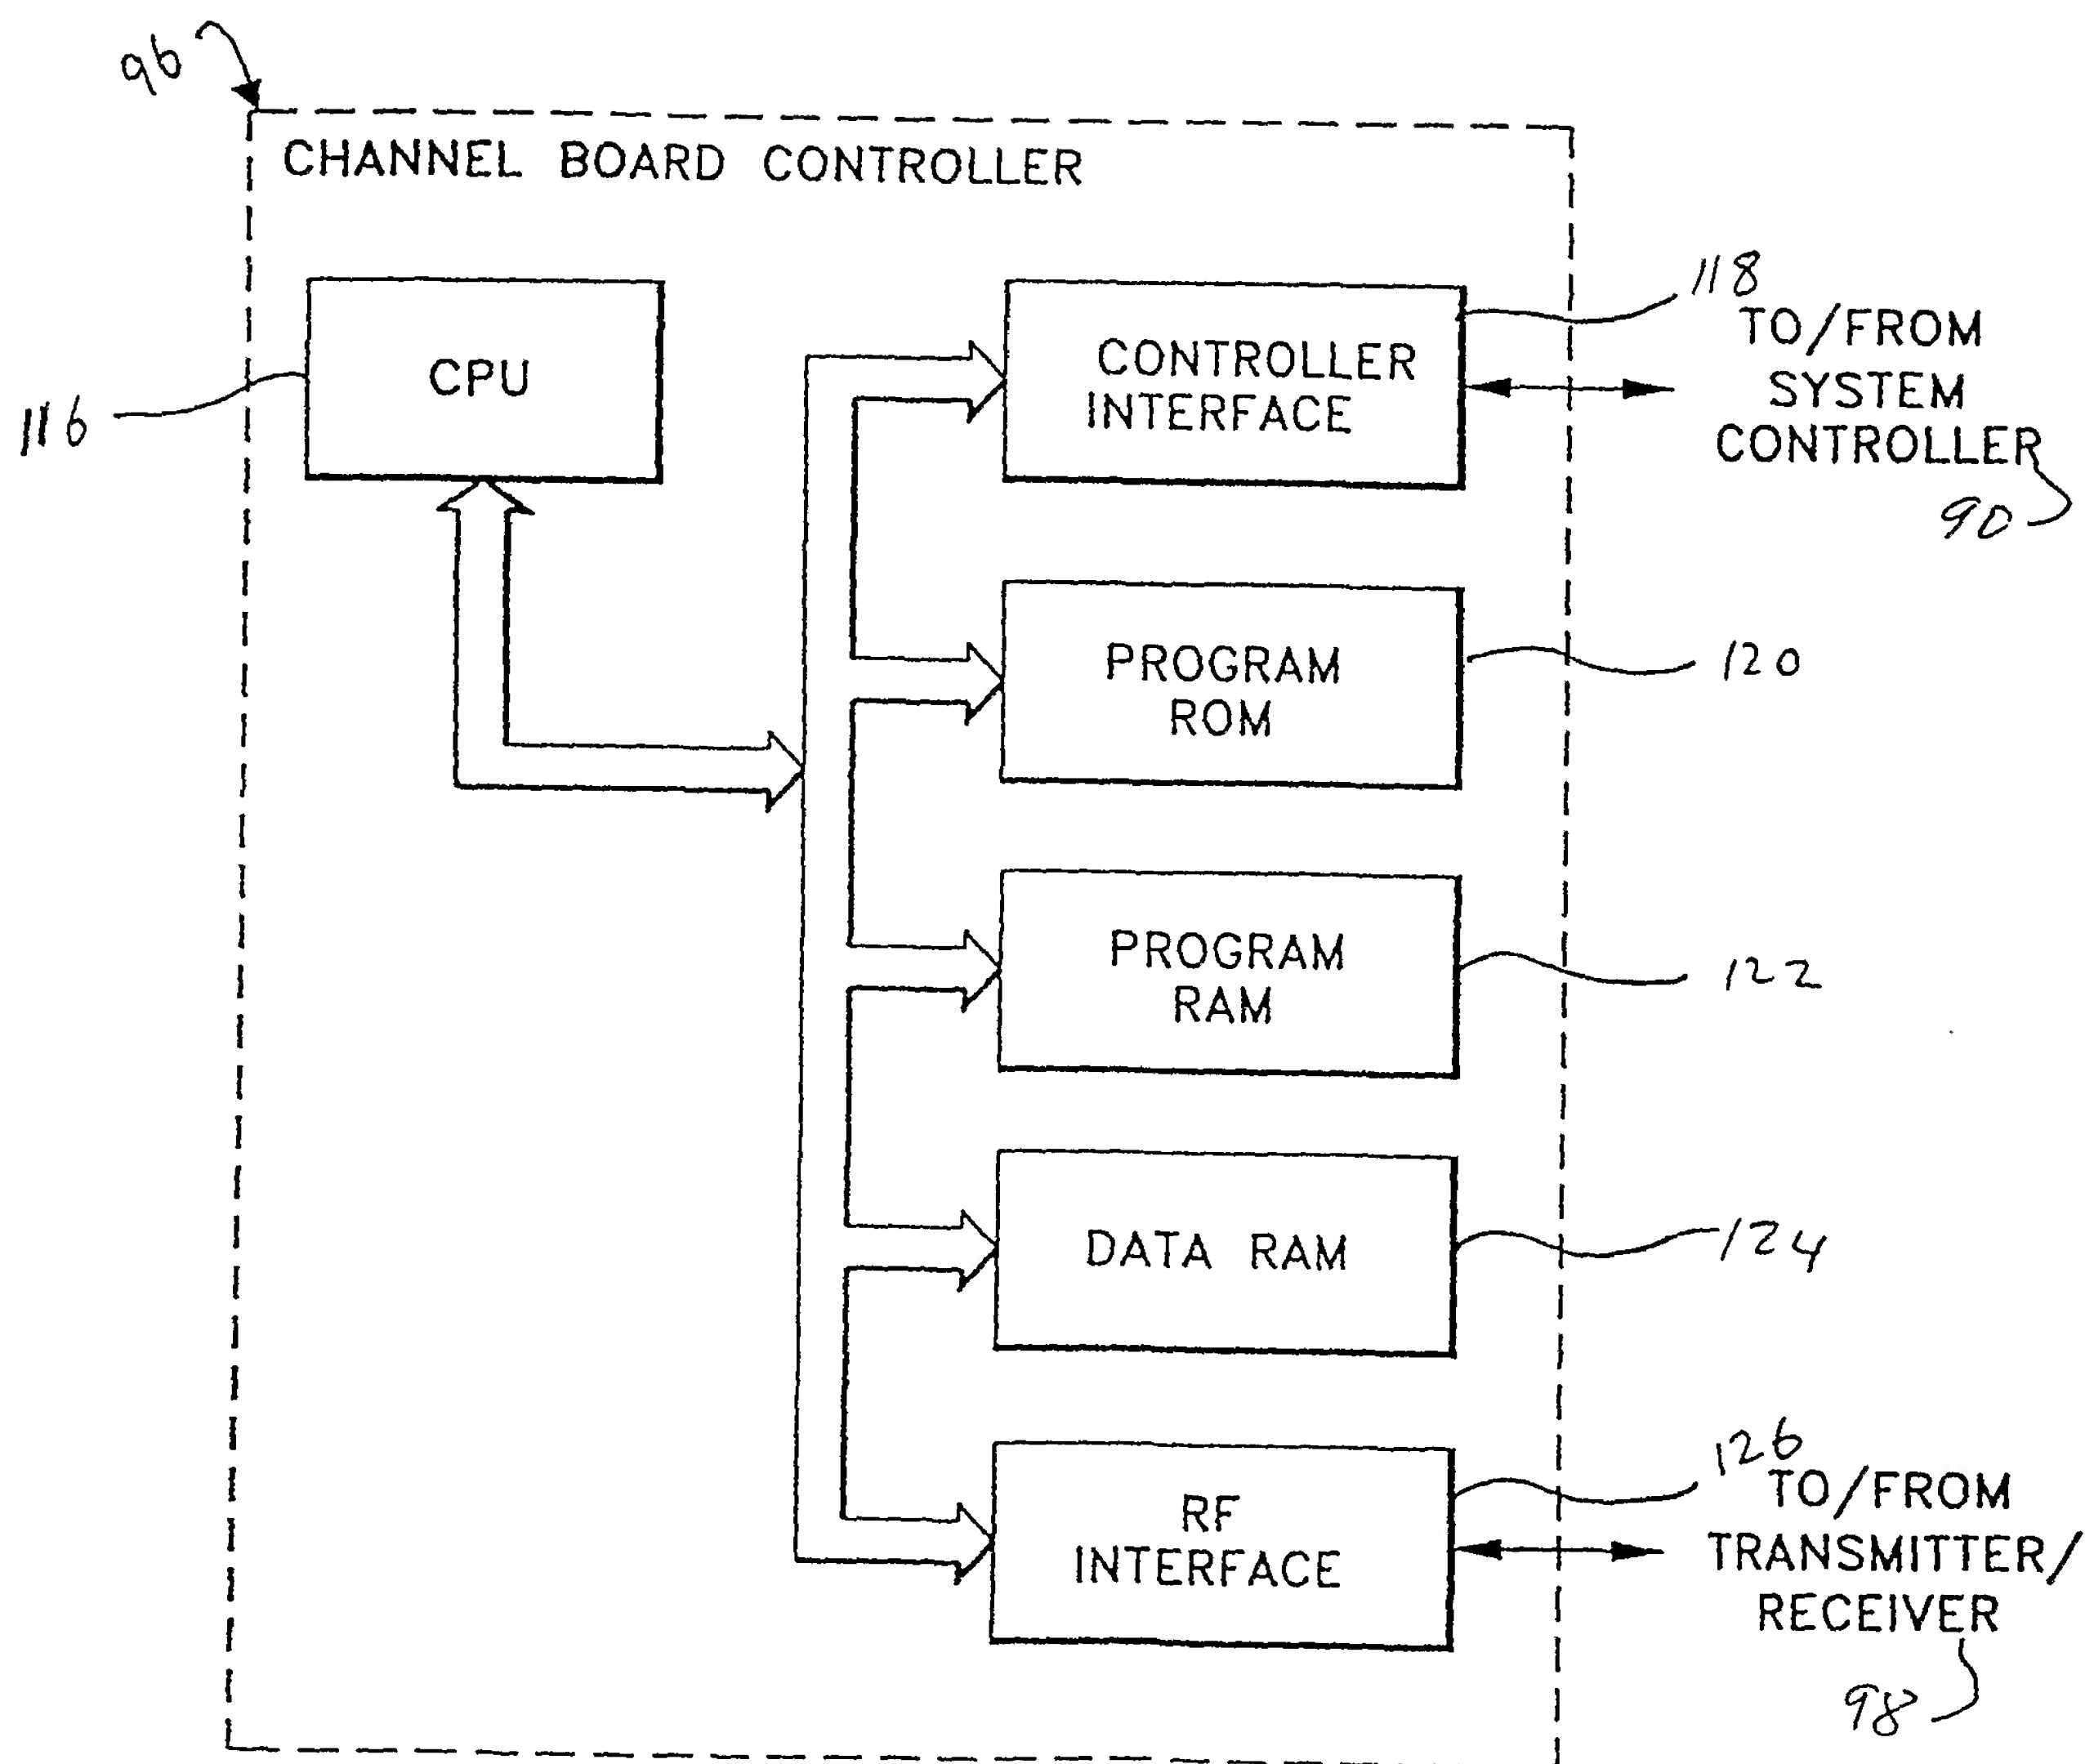 96
CHANNEL BOARD CONTROLLER
CPU
116
CONTROLLER
INTERFACE
118
TO/FROM
SYSTEM
CONTROLLER
90
PROGRAM
ROM
120
PROGRAM
RAM
122
DATA RAM
124
RF
INTERFACE
126
TO/FROM
TRANSMITTER/
RECEIVER
98